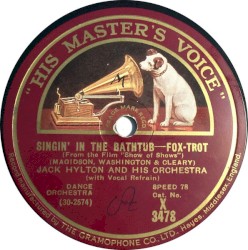 "HIS MASTER'S VOICE"
SINGIN' IN THE BATHTUB—FOX-TROT
(From the Film "Show of Shows")
(MAGIDSON, WASHINGTON & CLEARY)
JACK HYLTON AND HIS ORCHESTRA
(with Vocal Refrain)
DANCE
ORCHESTRA
(30-2574)
SPEED 78
Cat. No.
X
3478
THE GRAMOPHONE CO. LTD. Hayes, Middlesex, England